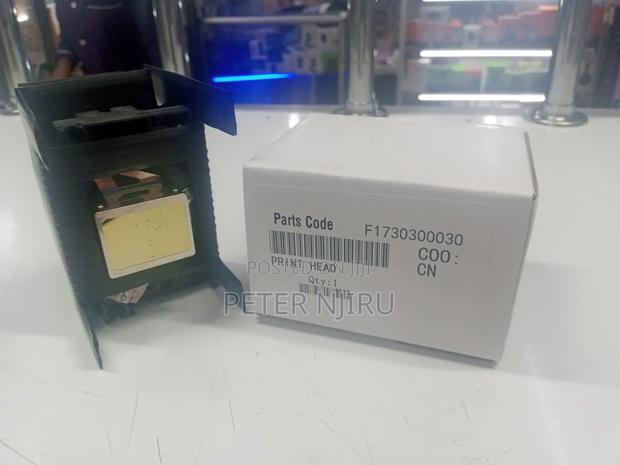 Parts Code F1730300030
COO:
CN
PRINT HEAD
Qty:1
POSTED ON JIJI
PETER NJIRU